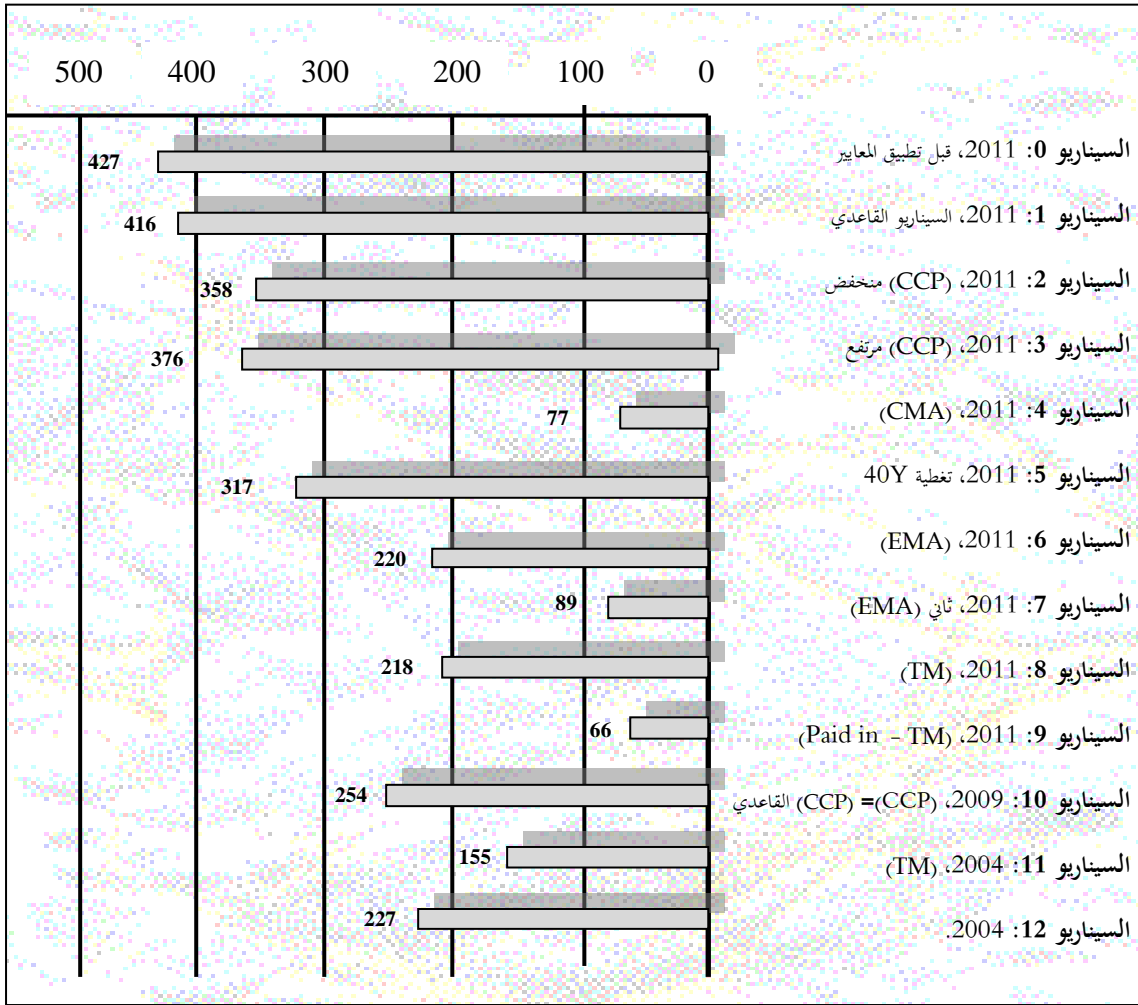 500 400 300 200 100 0
السيناريو 0: 2011، قبل تطبيق المعايير
427
السيناريو 1: 2011، السيناريو القاعدي
416
السيناريو 2: 2011، (CCP) منخفض
358
السيناريو 3: 2011، (CCP) مرتفع
376
السيناريو 4: 2011، (CMA)
77
السيناريو 5: 2011، تغطية 40Y
317
السيناريو 6: 2011، (EMA)
220
السيناريو 7: 2011، ثاني (EMA)
89
السيناريو 8: 2011، (TM)
218
السيناريو 9: 2011، (Paid in – TM)
66
السيناريو 10: 2009، (CCP)= (CCP) القاعدي
254
السيناريو 11: 2004، (TM)
155
السيناريو 12: 2004.
227